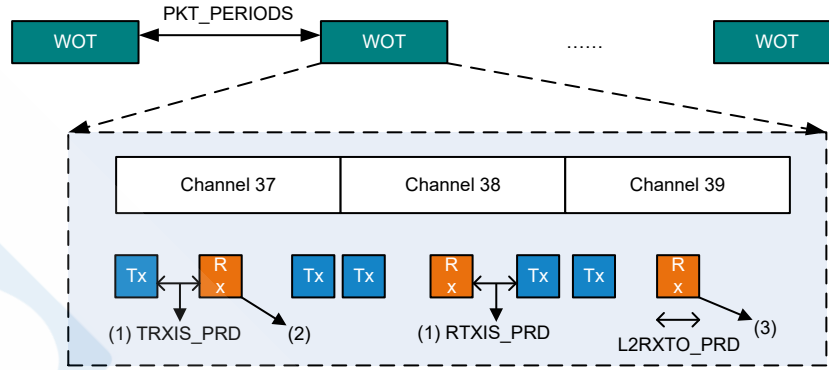 PKT_PERIODS
WOT WOT ...... WOT
Channel 37 Channel 38 Channel 39
Tx R
x Tx Tx R
x Tx Tx R
x
(1) TRXIS_PRD (2) (1) RTXIS_PRD (3)
L2RXTO_PRD